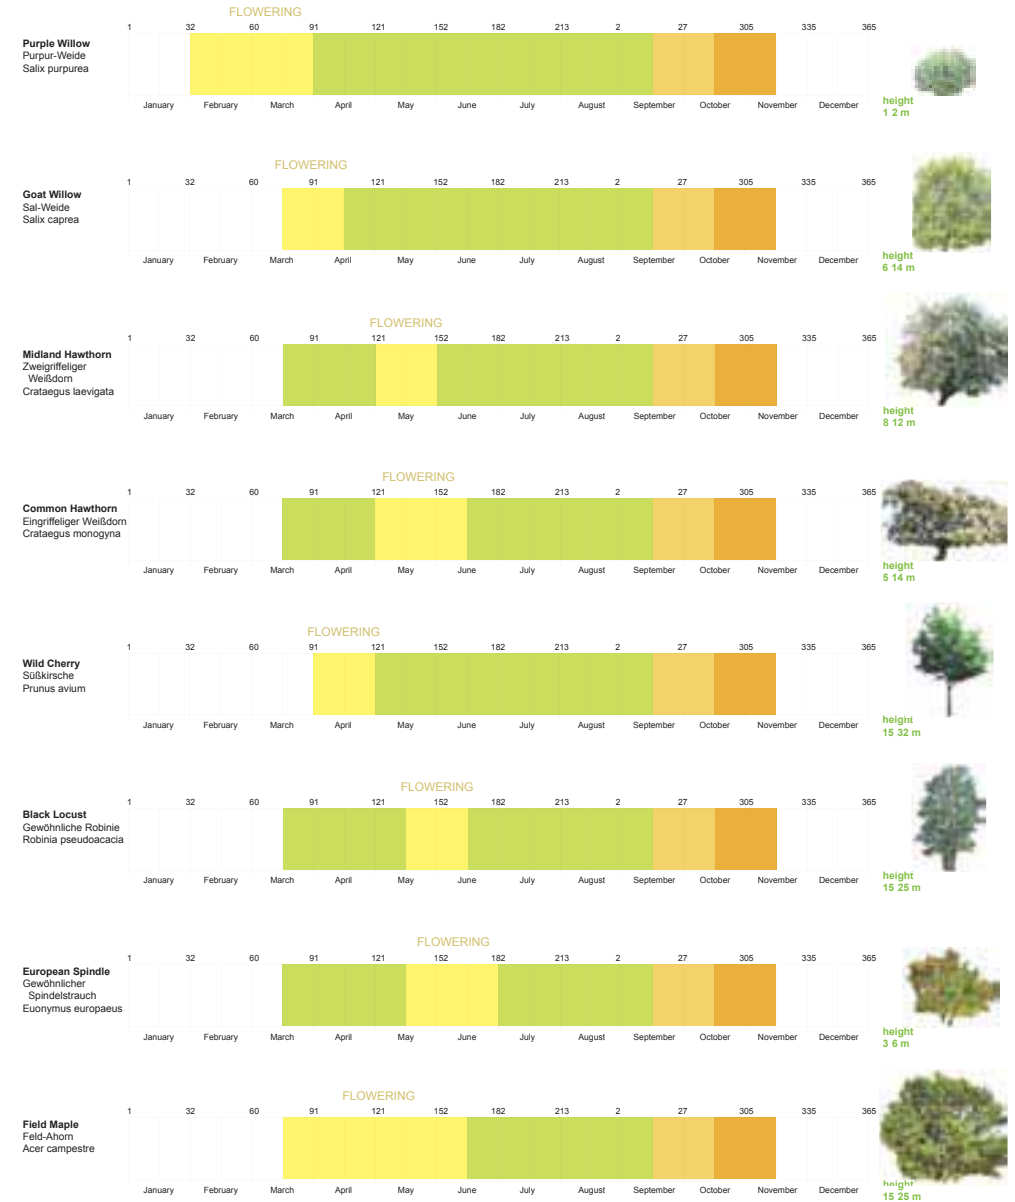 FLOWERING
1 32 60 91 121 152 182 213 2 27 305 335 365
Purple Willow
Purpur-Weide
Salix purpurea
January February March April May June July August September October November December
height
1 2 m
FLOWERING
1 32 60 91 121 152 182 213 2 27 305 335 365
Goat Willow
Sal-Weide
Salix caprea
January February March April May June July August September October November December
height
6 14 m
FLOWERING
1 32 60 91 121 152 182 213 2 27 305 335 365
Midland Hawthorn
Zweigriffeliger
Weißdorn
Crataegus laevigata
January February March April May June July August September October November December
height
8 12 m
FLOWERING
1 32 60 91 121 152 182 213 2 27 305 335 365
Common Hawthorn
Eingriffeliger Weißdorn
Crataegus monogyna
January February March April May June July August September October November December
height
5 14 m
FLOWERING
1 32 60 91 121 152 182 213 2 27 305 335 365
Wild Cherry
Süßkirsche
Prunus avium
January February March April May June July August September October November December
height
15 32 m
FLOWERING
1 32 60 91 121 152 182 213 2 27 305 335 365
Black Locust
Gewöhnliche Robinie
Robinia pseudoacacia
January February March April May June July August September October November December
height
15 25 m
FLOWERING
1 32 60 91 121 152 182 213 2 27 305 335 365
European Spindle
Gewöhnlicher
Spindelstrauch
Euonymus europaeus
January February March April May June July August September October November December
height
3 6 m
FLOWERING
1 32 60 91 121 152 182 213 2 27 305 335 365
Field Maple
Feld-Ahorn
Acer campestre
January February March April May June July August September October November December
height
15 25 m